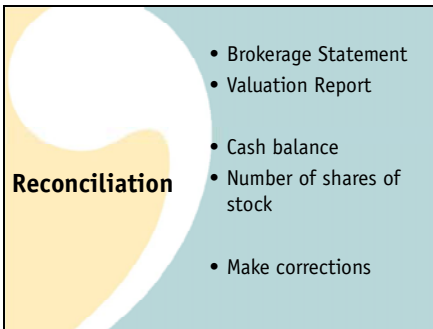 • Brokerage Statement
• Valuation Report
• Cash balance
Reconciliation
• Number of shares of
stock
• Make corrections